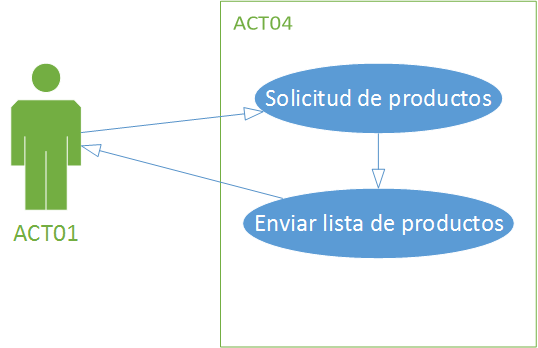 ACT04
Solicitud de productos
Enviar lista de productos
ACT01